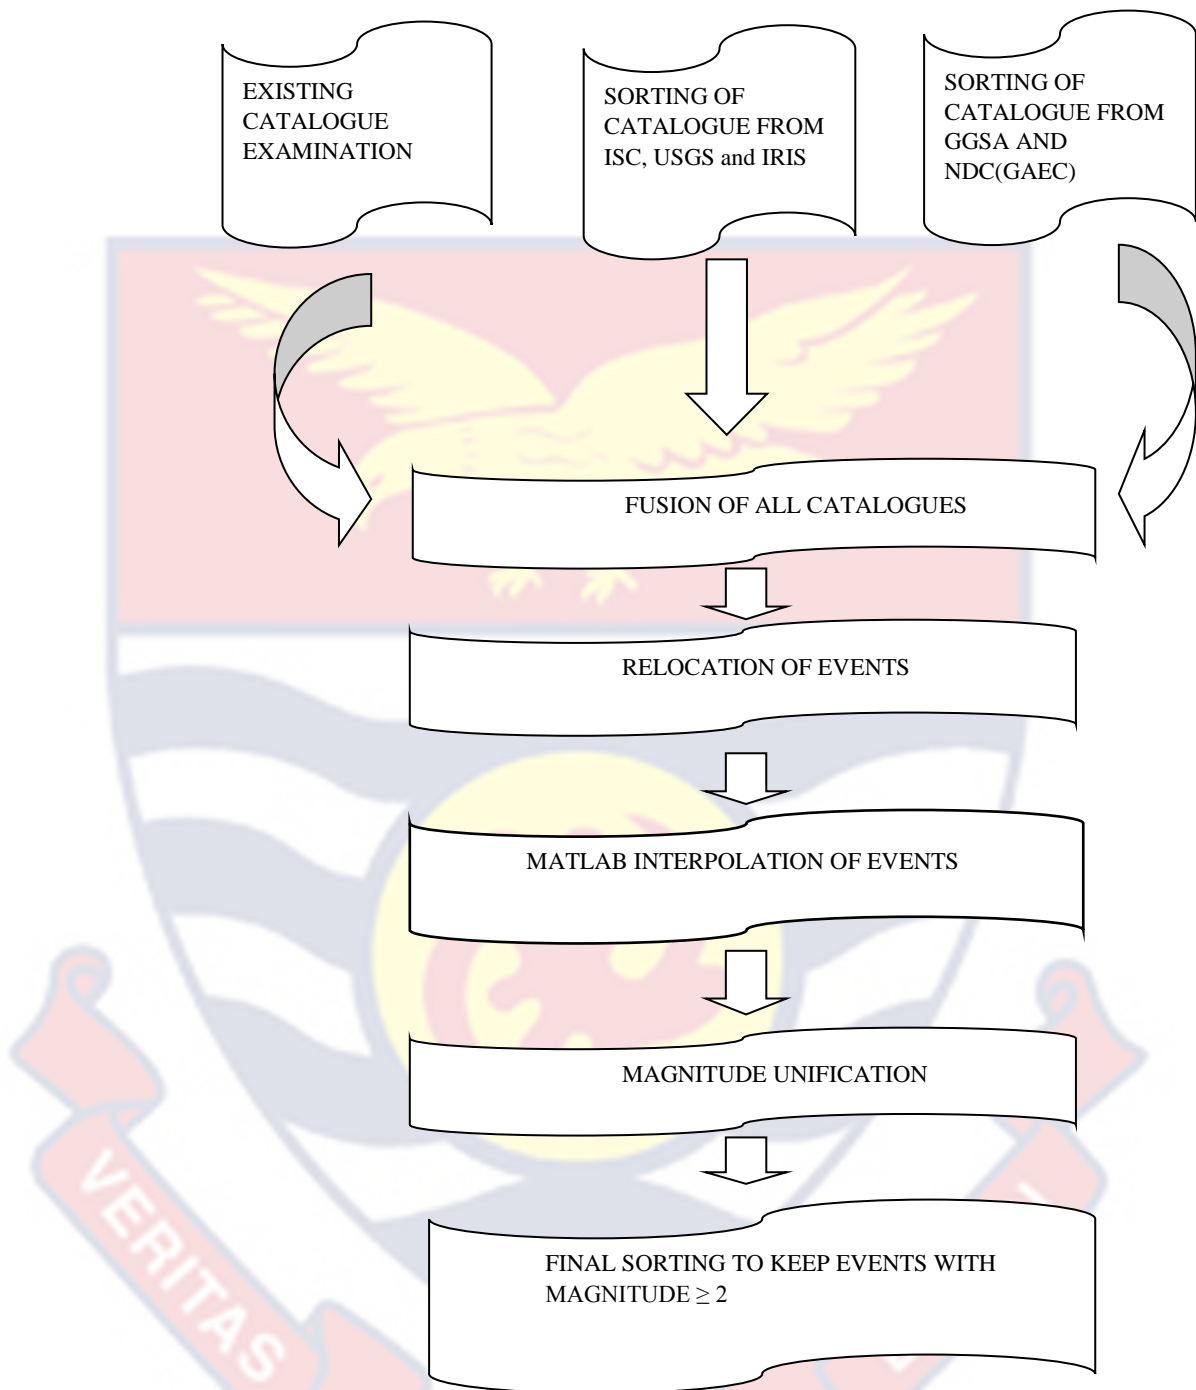 EXISTING
CATALOGUE
EXAMINATION
SORTING OF
CATALOGUE FROM
ISC, USGS and IRIS
SORTING OF
CATALOGUE FROM
GGSA AND
NDC(GAEC)
FUSION OF ALL CATALOGUES
RELOCATION OF EVENTS
MATLAB INTERPOLATION OF EVENTS
MAGNITUDE UNIFICATION
FINAL SORTING TO KEEP EVENTS WITH
MAGNITUDE ≥ 2
VERITAS